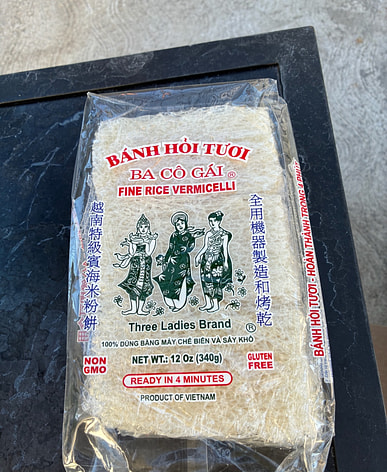 BÁNH HỎI TƯƠI
BA CÔ GÁI ®
FINE RICE VERMICELLI
越南特級賓海米粉餅
全用機器製造和烤乾
Three Ladies Brand ®
100% DÙNG BẰNG MÁY CHẾ BIẾN VÀ SẤY KHÔ
NON
GMO
NET WT.: 12 Oz (340g)
GLUTEN
FREE
READY IN 4 MINUTES
PRODUCT OF VIETNAM
BÁNH HỎI TƯƠI - HOÀN THÀNH TRONG 4 PHÚT